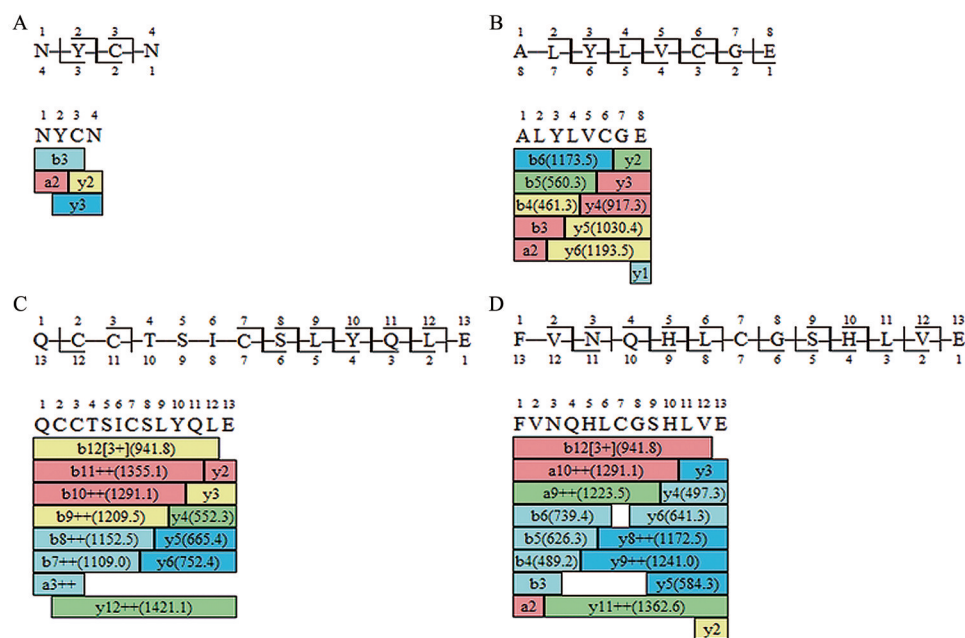 A
1 2 3 4
N Y C N
4 3 2 1
1 2 3 4
NYCN
b3
a2 y2
y3
B
1 2 3 4 5 6 7 8
A L Y L V C G E
8 7 6 5 4 3 2 1
1 2 3 4 5 6 7 8
ALYLVCGE
b6(1173.5) y2
b5(560.3) y3
b4(461.3) y4(917.3)
b3 y5(1030.4)
a2 y6(1193.5)
y1
C
1 2 3 4 5 6 7 8 9 10 11 12 13
Q C C T S I C S L Y Q L E
13 12 11 10 9 8 7 6 5 4 3 2 1
1 2 3 4 5 6 7 8 9 10 11 12 13
QCCTSICSLYQLE
b12[3+](941.8)
b11++(1355.1) y2
b10++(1291.1) y3
b9++(1209.5) y4(552.3)
b8++(1152.5) y5(665.4)
b7++(1109.0) y6(752.4)
a3++
y12++(1421.1)
D
1 2 3 4 5 6 7 8 9 10 11 12 13
F V N Q H L C G S H L V E
13 12 11 10 9 8 7 6 5 4 3 2 1
1 2 3 4 5 6 7 8 9 10 11 12 13
FVNQHLCGSHLVE
b12[3+](941.8)
a10++(1291.1) y3
a9++(1223.5) y4(497.3)
b6(739.4) y6(641.3)
b5(626.3) y8++(1172.5)
b4(489.2) y9++(1241.0)
b3 y5(584.3)
a2 y11++(1362.6)
y2